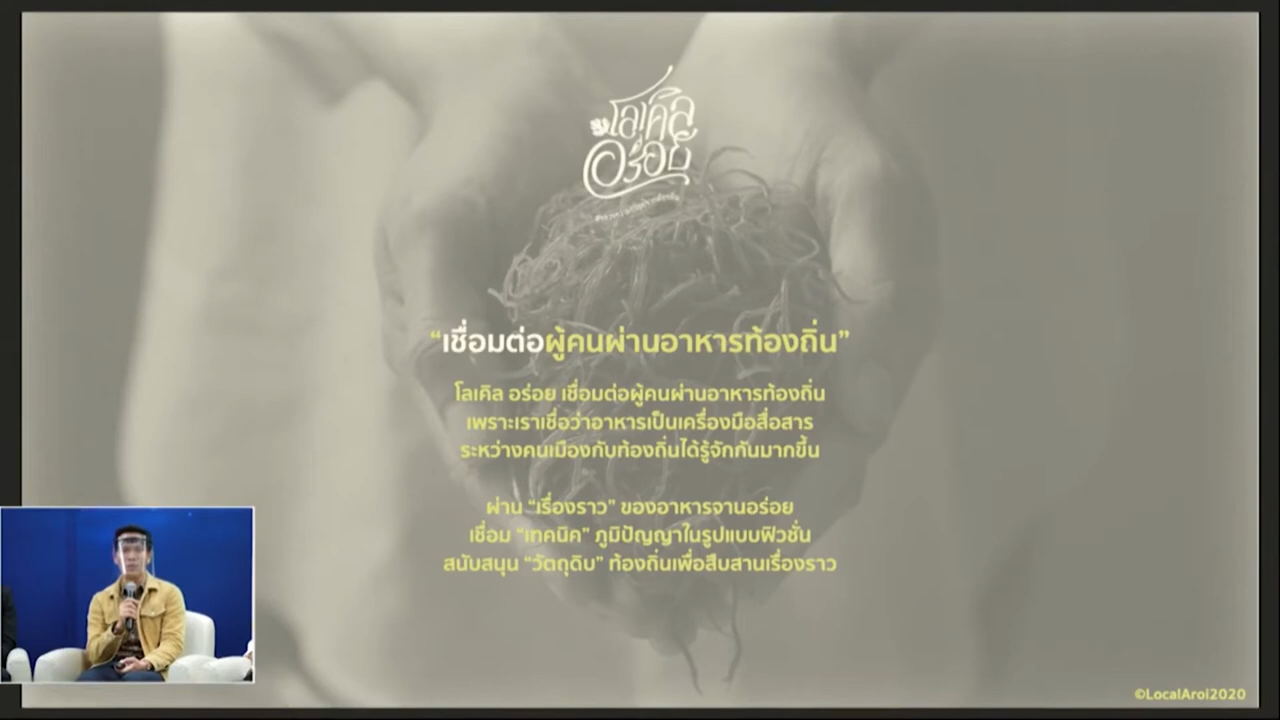 โลเคิล
อร่อย
“เชื่อมต่อผู้คนผ่านอาหารท้องถิ่น”
โลเคิล อร่อย เชื่อมต่อผู้คนผ่านอาหารท้องถิ่น
เพราะเราเชื่อว่าอาหารเป็นเครื่องมือสื่อสาร
ระหว่างคนเมืองกับท้องถิ่นได้รู้จักกันมากขึ้น
ผ่าน “เรื่องราว” ของอาหารจานอร่อย
เชื่อม “เทคนิค” ภูมิปัญญาในรูปแบบฟิวชั่น
สนับสนุน “วัตถุดิบ” ท้องถิ่นเพื่อสืบสานเรื่องราว
©LocalAroi2020